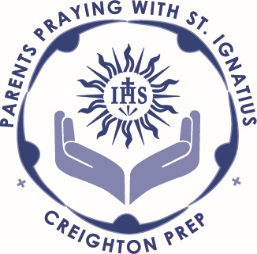 PARENTS PRAYING WITH ST. IGNATIUS
IHS
CREIGHTON PREP